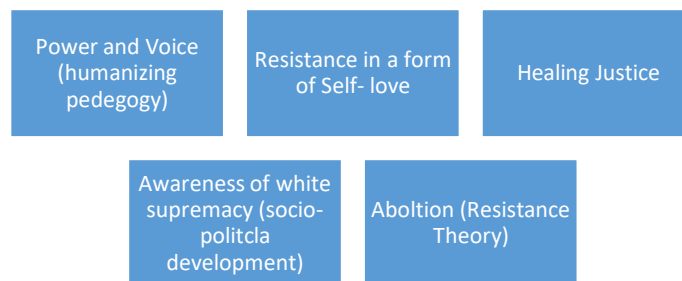 Power and Voice
(humanizing
pedegogy)
Resistance in a form
of Self- love
Healing Justice
Awareness of white
supremacy (socio-
politcla
development)
Aboltion (Resistance
Theory)